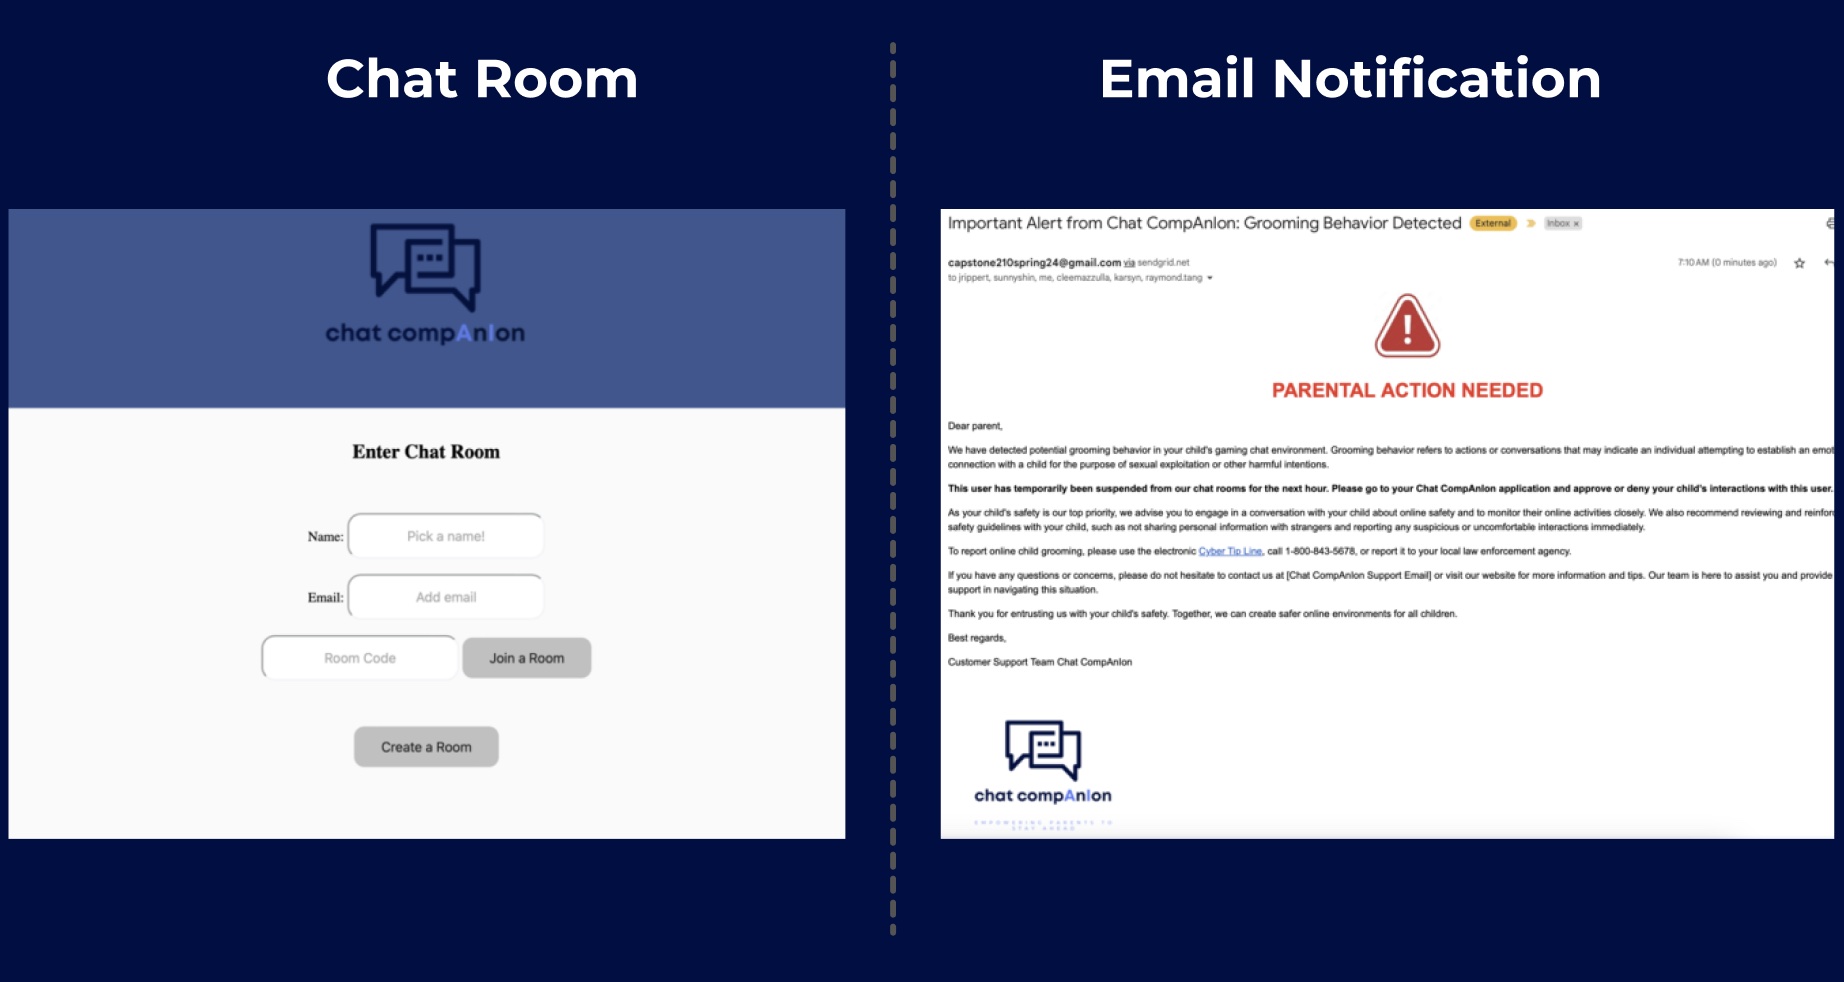 Chat Room
chat compAnIon
Enter Chat Room
Name: Pick a name!
Email: Add email
Room Code Join a Room
Create a Room
Email Notification
Important Alert from Chat CompAnIon: Grooming Behavior Detected External Inbox x
capstone210spring24@gmail.com via sendgrid.net 7:10 AM (0 minutes ago)
to jrippert, sunnyshin, me, cleemazzulla, karsyn, raymond.tang
!
PARENTAL ACTION NEEDED
Dear parent,
We have detected potential grooming behavior in your child's gaming chat environment. Grooming behavior refers to actions or conversations that may indicate an individual attempting to establish an emot
connection with a child for the purpose of sexual exploitation or other harmful intentions.
This user has temporarily been suspended from our chat rooms for the next hour. Please go to your Chat CompAnIon application and approve or deny your child's interactions with this user.
As your child's safety is our top priority, we advise you to engage in a conversation with your child about online safety and to monitor their online activities closely. We also recommend reviewing and reinfor
safety guidelines with your child, such as not sharing personal information with strangers and reporting any suspicious or uncomfortable interactions immediately.
To report online child grooming, please use the electronic Cyber Tip Line, call 1-800-843-5678, or report it to your local law enforcement agency.
If you have any questions or concerns, please do not hesitate to contact us at [Chat CompAnIon Support Email] or visit our website for more information and tips. Our team is here to assist you and provide
support in navigating this situation.
Thank you for entrusting us with your child's safety. Together, we can create safer online environments for all children.
Best regards,
Customer Support Team Chat CompAnIon
chat compAnIon
EMPOWERING PARENTS TO
STAY AHEAD